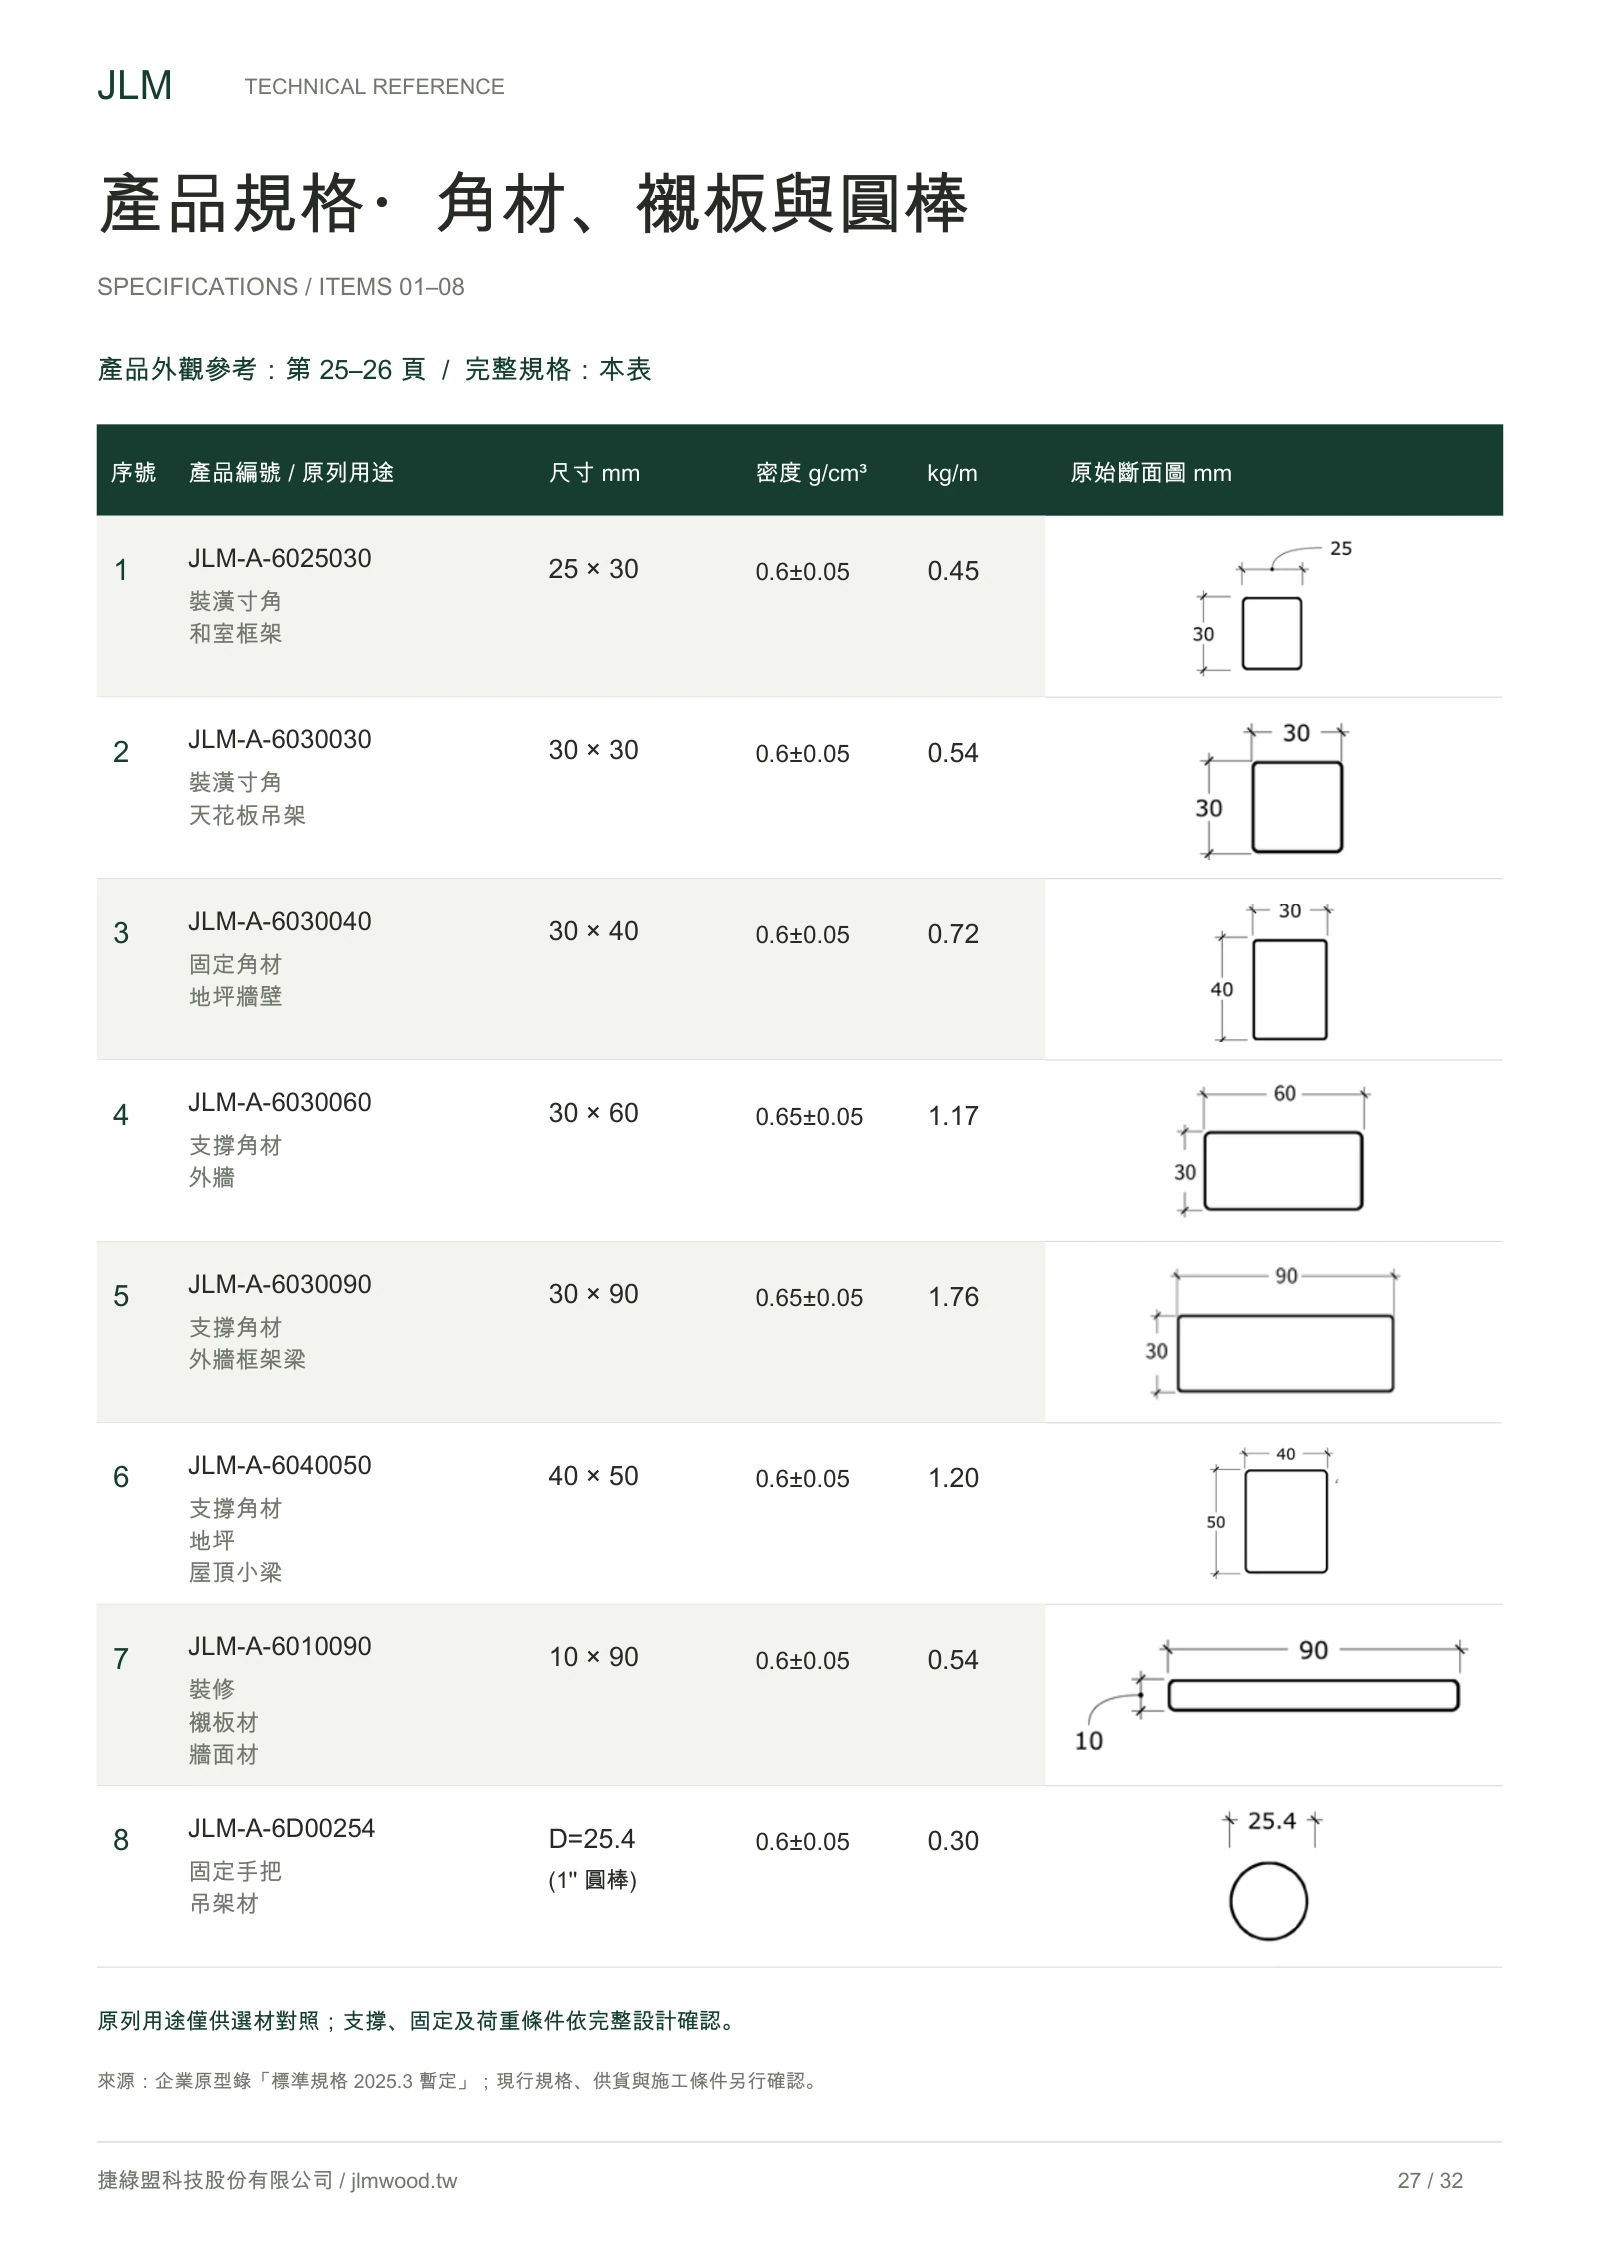 JLM TECHNICAL REFERENCE
產品規格· 角材、襯板與圓棒
SPECIFICATIONS / ITEMS 01–08
產品外觀參考：第 25–26 頁 / 完整規格：本表
序號 產品編號 / 原列用途 尺寸 mm 密度 g/cm³ kg/m 原始斷面圖 mm
1 JLM-A-6025030 25 × 30 0.6±0.05 0.45
裝潢寸角
和室框架
25
30
2 JLM-A-6030030 30 × 30 0.6±0.05 0.54
裝潢寸角
天花板吊架
30
30
3 JLM-A-6030040 30 × 40 0.6±0.05 0.72
固定角材
地坪牆壁
30
40
4 JLM-A-6030060 30 × 60 0.65±0.05 1.17
支撐角材
外牆
60
30
5 JLM-A-6030090 30 × 90 0.65±0.05 1.76
支撐角材
外牆框架梁
90
30
6 JLM-A-6040050 40 × 50 0.6±0.05 1.20
支撐角材
地坪
屋頂小梁
40
50
7 JLM-A-6010090 10 × 90 0.6±0.05 0.54
裝修
襯板材
牆面材
90
10
8 JLM-A-6D00254 D=25.4 0.6±0.05 0.30
(1" 圓棒)
固定手把
吊架材
25.4
原列用途僅供選材對照；支撐、固定及荷重條件依完整設計確認。
來源：企業原型錄「標準規格 2025.3 暫定」；現行規格、供貨與施工條件另行確認。
捷綠盟科技股份有限公司 / jlmwood.tw 27 / 32